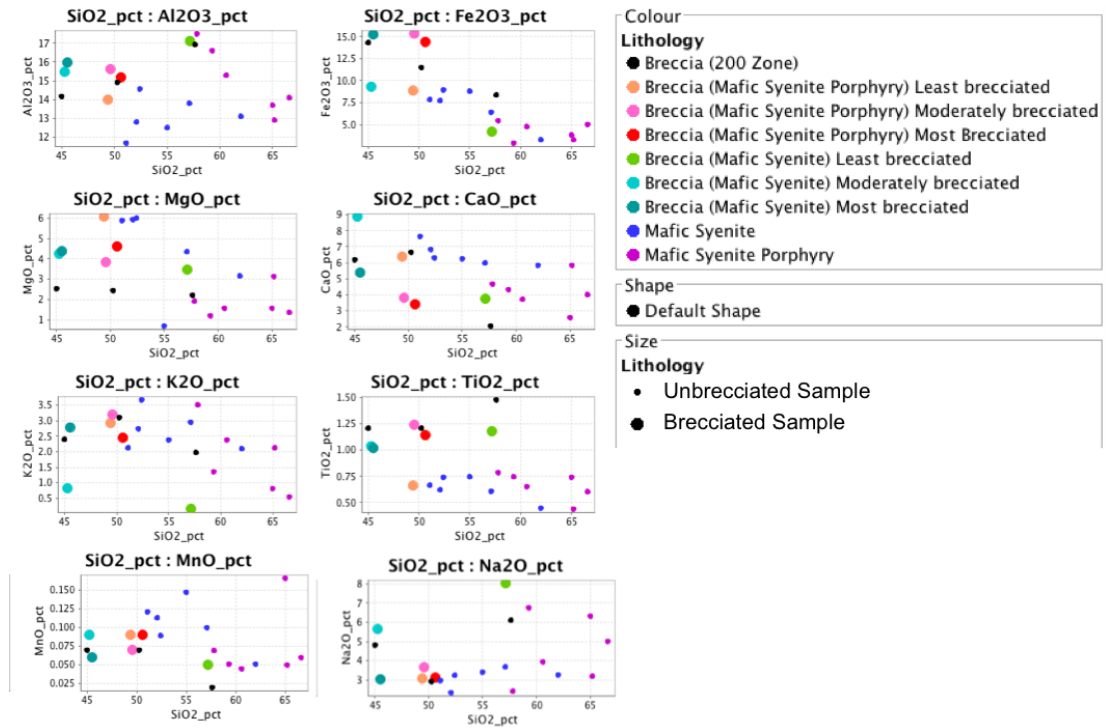 SiO2_pct : Al2O3_pct
17
16
15
14
13
12
Al2O3_pct
45 50 55 60 65
SiO2_pct
SiO2_pct : Fe2O3_pct
15.0
12.5
10.0
7.5
5.0
Fe2O3_pct
45 50 55 60 65
SiO2_pct
SiO2_pct : MgO_pct
6
5
4
3
2
1
MgO_pct
45 50 55 60 65
SiO2_pct
SiO2_pct : CaO_pct
9
8
7
6
5
4
3
2
CaO_pct
45 50 55 60 65
SiO2_pct
SiO2_pct : K2O_pct
3.5
3.0
2.5
2.0
1.5
1.0
0.5
K2O_pct
45 50 55 60 65
SiO2_pct
SiO2_pct : TiO2_pct
1.50
1.25
1.00
0.75
0.50
TiO2_pct
45 50 55 60 65
SiO2_pct
SiO2_pct : MnO_pct
0.150
0.125
0.100
0.075
0.050
0.025
MnO_pct
45 50 55 60 65
SiO2_pct
SiO2_pct : Na2O_pct
8
7
6
5
4
3
Na2O_pct
45 50 55 60 65
SiO2_pct
Colour
Lithology
Breccia (200 Zone)
Breccia (Mafic Syenite Porphyry) Least brecciated
Breccia (Mafic Syenite Porphyry) Moderately brecciated
Breccia (Mafic Syenite Porphyry) Most Brecciated
Breccia (Mafic Syenite) Least brecciated
Breccia (Mafic Syenite) Moderately brecciated
Breccia (Mafic Syenite) Most brecciated
Mafic Syenite
Mafic Syenite Porphyry
Shape
Default Shape
Size
Lithology
Unbrecciated Sample
Brecciated Sample